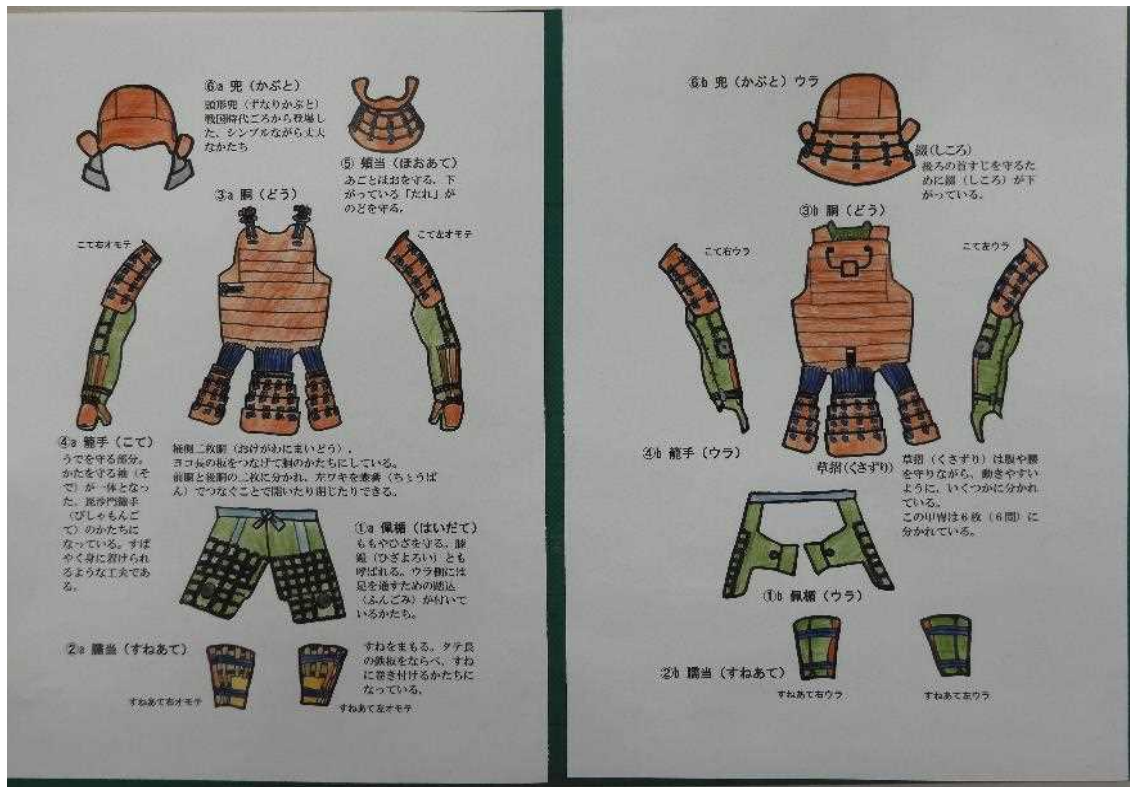 ⑥a 兜（かぶと）
頭形兜（ずなりかぶと）
戦国時代ごろから登場し
た、シンプルながら丈夫
なかたち
⑤ 頬当（ほおあて）
あごとほおを守る。下
がっている「たれ」が
のどを守る。
③a 胴（どう）
こて右オモテ
こて左オモテ
④a 籠手（こて）
うでを守る部分。
かたを守る袖（そ
で）が一体となっ
た、毘沙門籠手
（びしゃもんご
て）のかたちに
なっている。すば
やく身に着けられ
るような工夫であ
る。
桶側二枚胴（おけがわにまいどう）。
ヨコ長の板をつなげて胴のかたちにしている。
前胴と後胴の二枚に分かれ、左ワキを蝶番（ちょうば
ん）でつなぐことで開いたり閉じたりできる。
①a 佩楯（はいだて）
ももやひざを守る。膝
鎧（ひざよろい）とも
呼ばれる。ウラ側には
足を通すための踏込
（ふんごみ）が付いて
いるかたち。
②a 臑当（すねあて）
すねをまもる。タテ長
の鉄板をならべ、すね
に巻き付けるかたちに
なっている。
すねあて右オモテ
すねあて左オモテ
⑥b 兜（かぶと）ウラ
錣（しころ）
後ろの首すじを守るた
めに錣（しころ）が下
がっている。
③b 胴（どう）
こて右ウラ
こて左ウラ
④b 籠手（ウラ）
草摺（くさずり）
草摺（くさずり）は腹や腰
を守りながら、動きやすい
ように、いくつかに分かれ
ている。
この甲冑は６枚（６間）に
分かれている。
①b 佩楯（ウラ）
②b 臑当（すねあて）
すねあて右ウラ
すねあて左ウラ